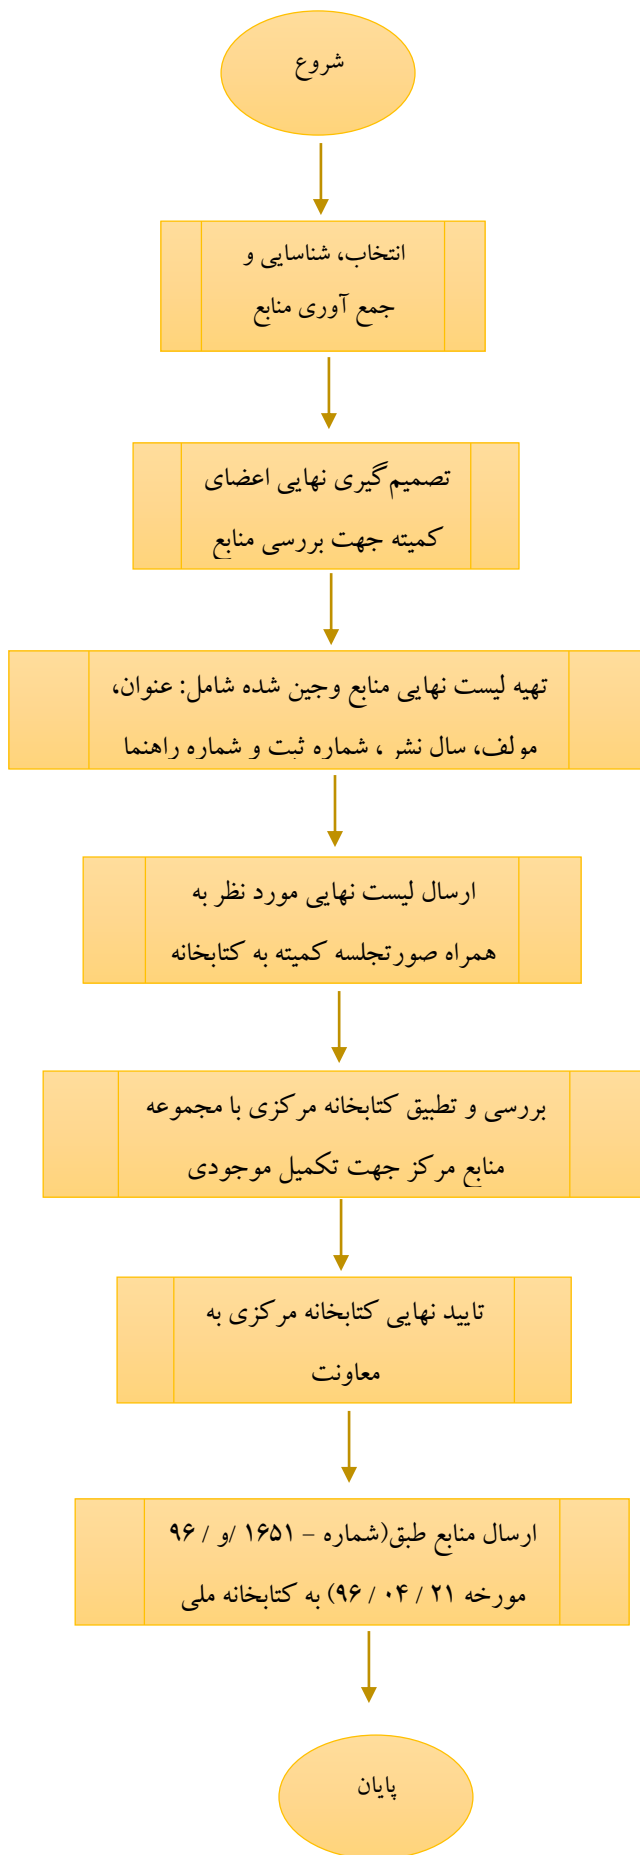 شروع
انتخاب، شناسایی و
جمع آوری منابع
تصمیم‌گیری نهایی اعضای
کمیته جهت بررسی منابع
تهیه لیست نهایی منابع وجین شده شامل: عنوان،
مولف، سال نشر ، شماره ثبت و شماره راهنما
ارسال لیست نهایی مورد نظر به
همراه صورتجلسه کمیته به کتابخانه
بررسی و تطبیق کتابخانه مرکزی با مجموعه
منابع مرکز جهت تکمیل موجودی
تایید نهایی کتابخانه مرکزی به
معاونت
ارسال منابع طبق(شماره – ۱۶۵۱ /و / ۹۶
مورخه ۲۱ / ۰۴ / ۹۶) به کتابخانه ملی
پایان